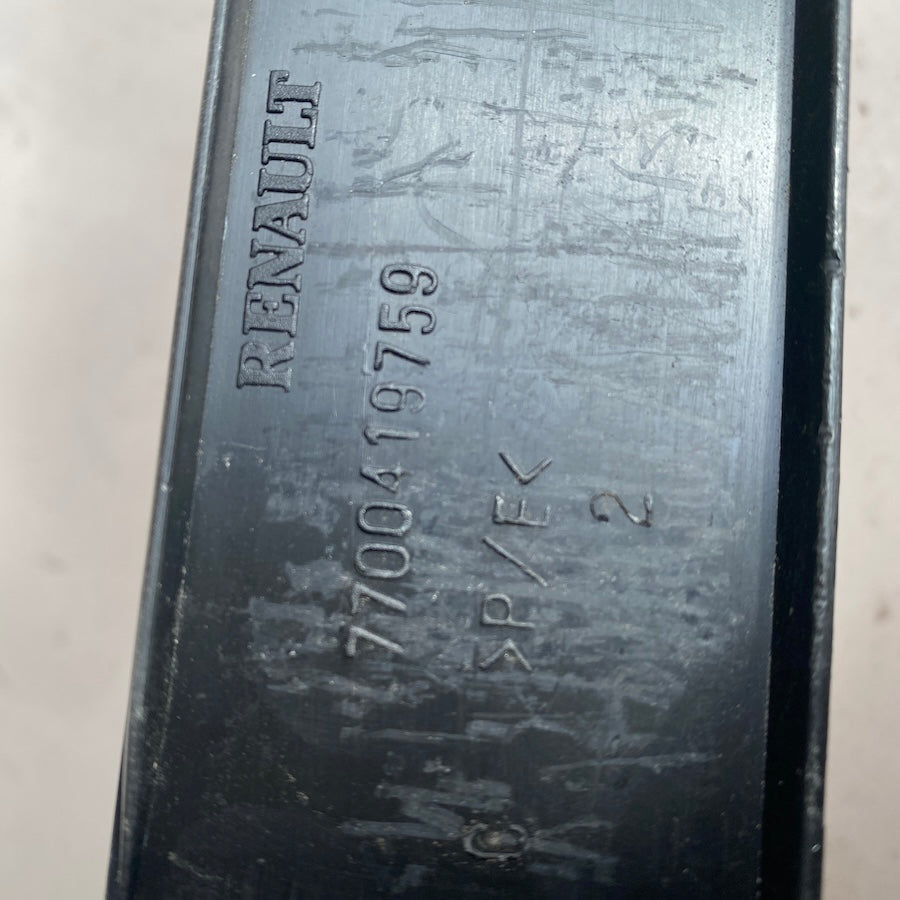 RENAULT
7700419759
>P/E<
2